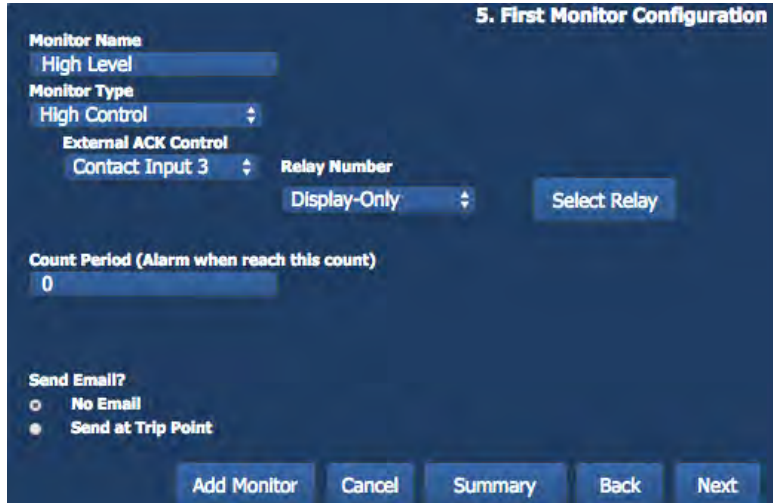 5. First Monitor Configuration
Monitor Name
High Level
Monitor Type
High Control
External ACK Control
Contact Input 3
Relay Number
Display-Only
Select Relay
Count Period (Alarm when reach this count)
0
Send Email?
No Email
Send at Trip Point
Add Monitor Cancel Summary Back Next